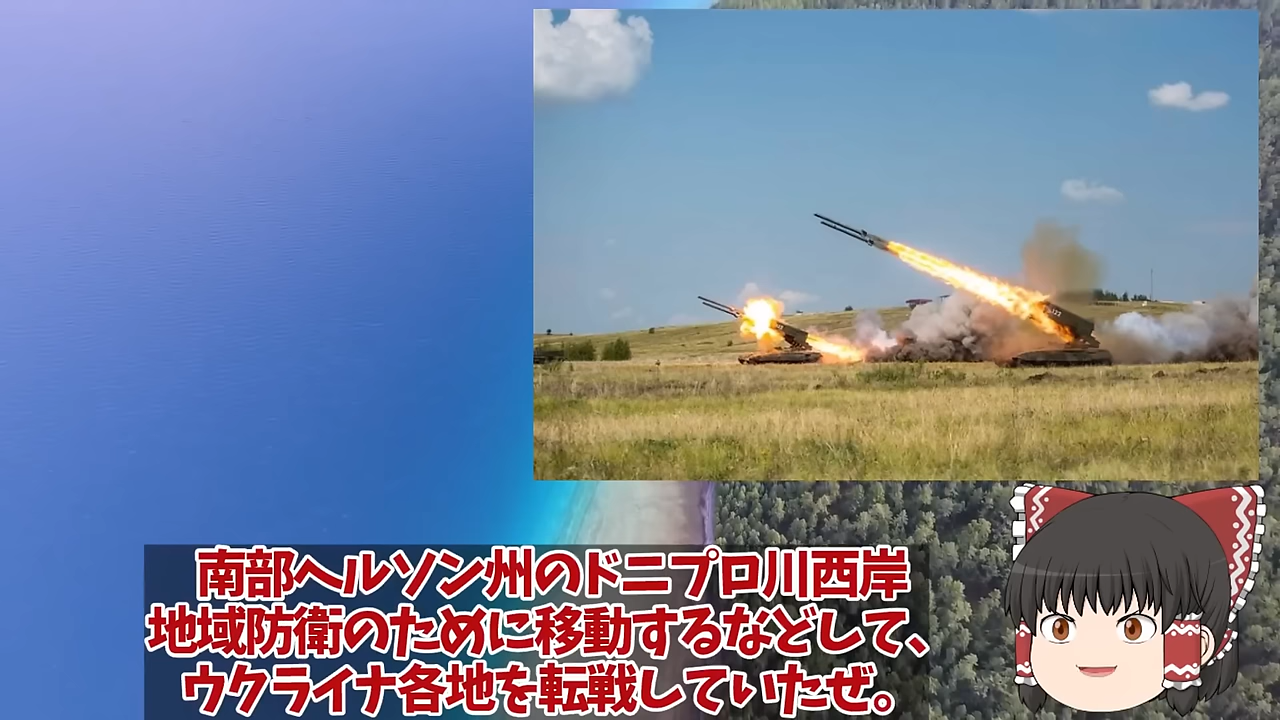 南部ヘルソン州のドニプロ川西岸
地域防衛のために移動するなどして、
ウクライナ各地を転戦していたぜ。